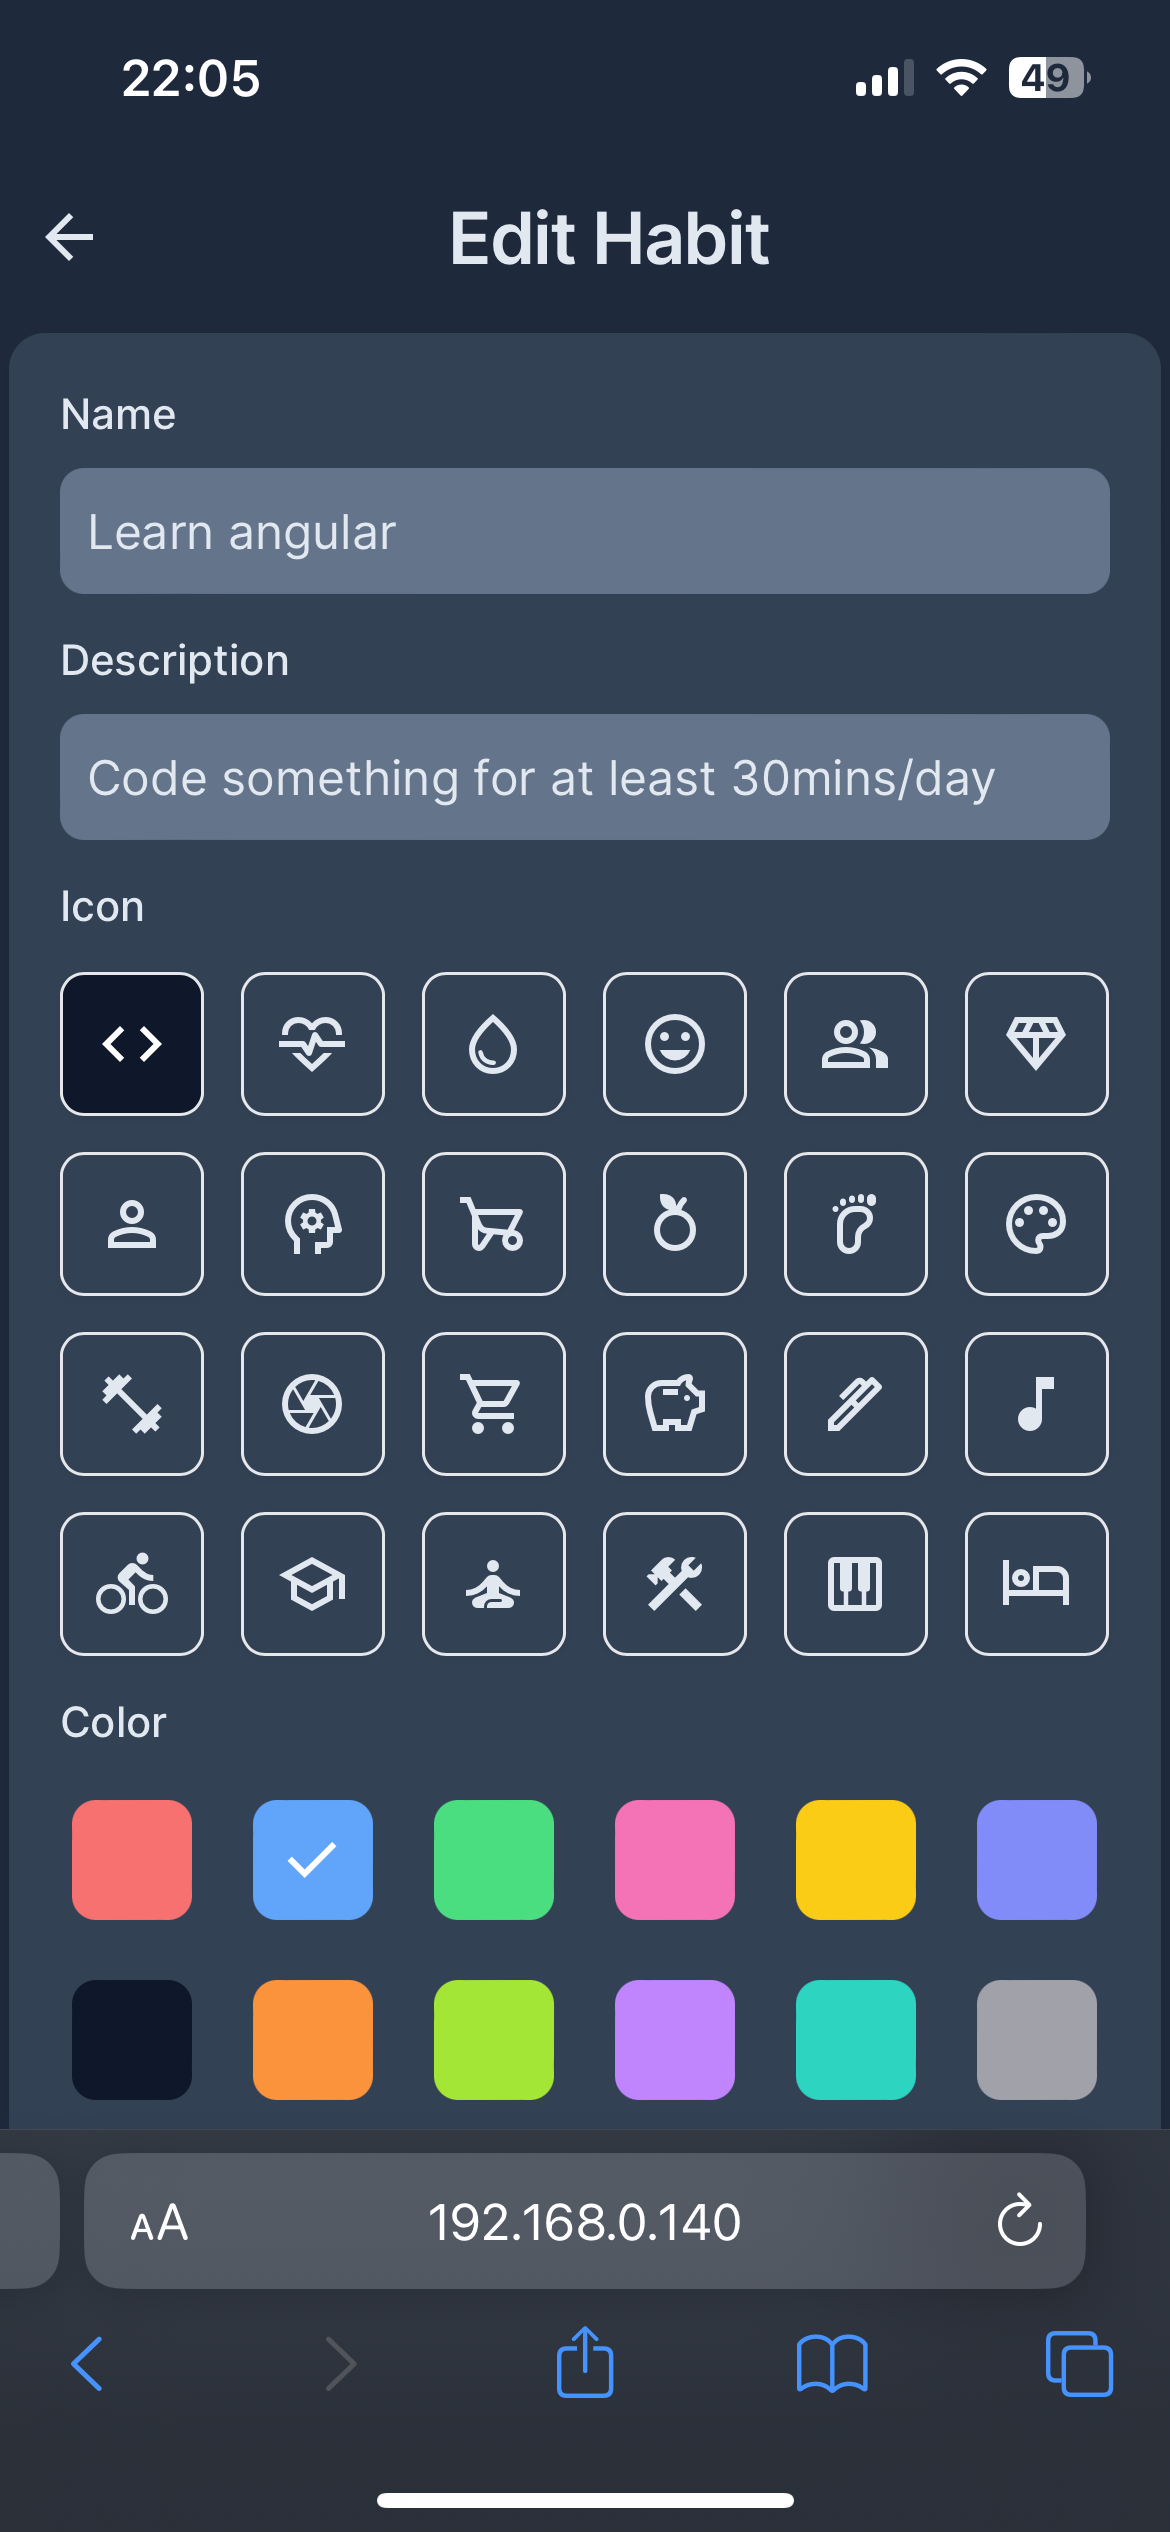 22:05
49
Edit Habit
Name
Learn angular
Description
Code something for at least 30mins/day
Icon
Color
AA
192.168.0.140